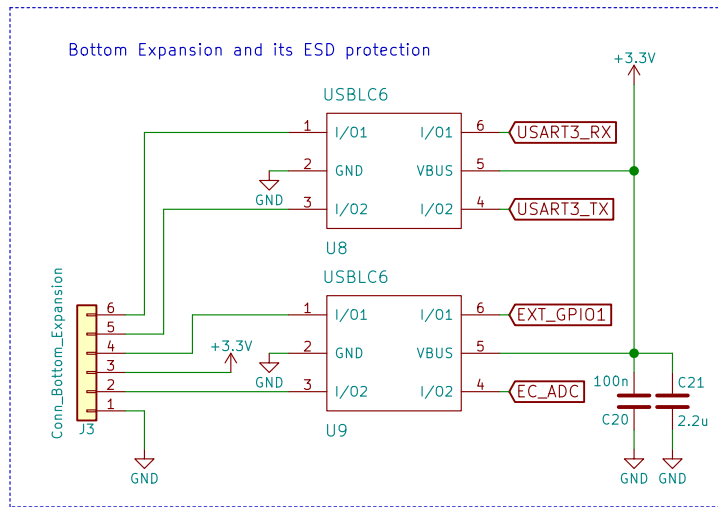 Bottom Expansion and its ESD protection
+3.3V
USBLC6
1 I/O1 I/O1 6 USART3_RX
2 GND VBUS 5
GND
3 I/O2 I/O2 4 USART3_TX
U8
USBLC6
Conn_Bottom_Expansion
6
5
4
3
2
1
J3
+3.3V
GND
1 I/O1 I/O1 6 EXT_GPIO1
2 GND VBUS 5
GND
3 I/O2 I/O2 4 EC_ADC
U9
100n
C20
C21
2.2u
GND
GND